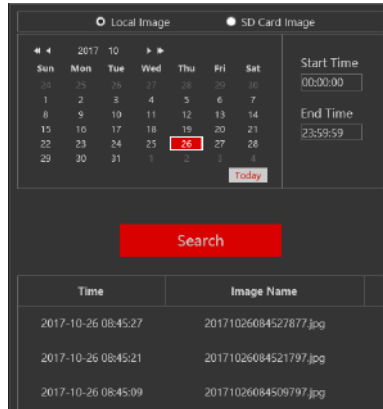 Local Image SD Card Image
2017 10
Sun Mon Tue Wed Thu Fri Sat
24 25 26 27 28 29 30
1 2 3 4 5 6 7
8 9 10 11 12 13 14
15 16 17 18 19 20 21
22 23 24 25 26 27 28
29 30 31 1 2 3 4
Today
Start Time
00:00:00
End Time
23:59:59
Search
Time Image Name
2017-10-26 08:45:27 20171026084527877.jpg
2017-10-26 08:45:21 20171026084521797.jpg
2017-10-26 08:45:09 20171026084509797.jpg